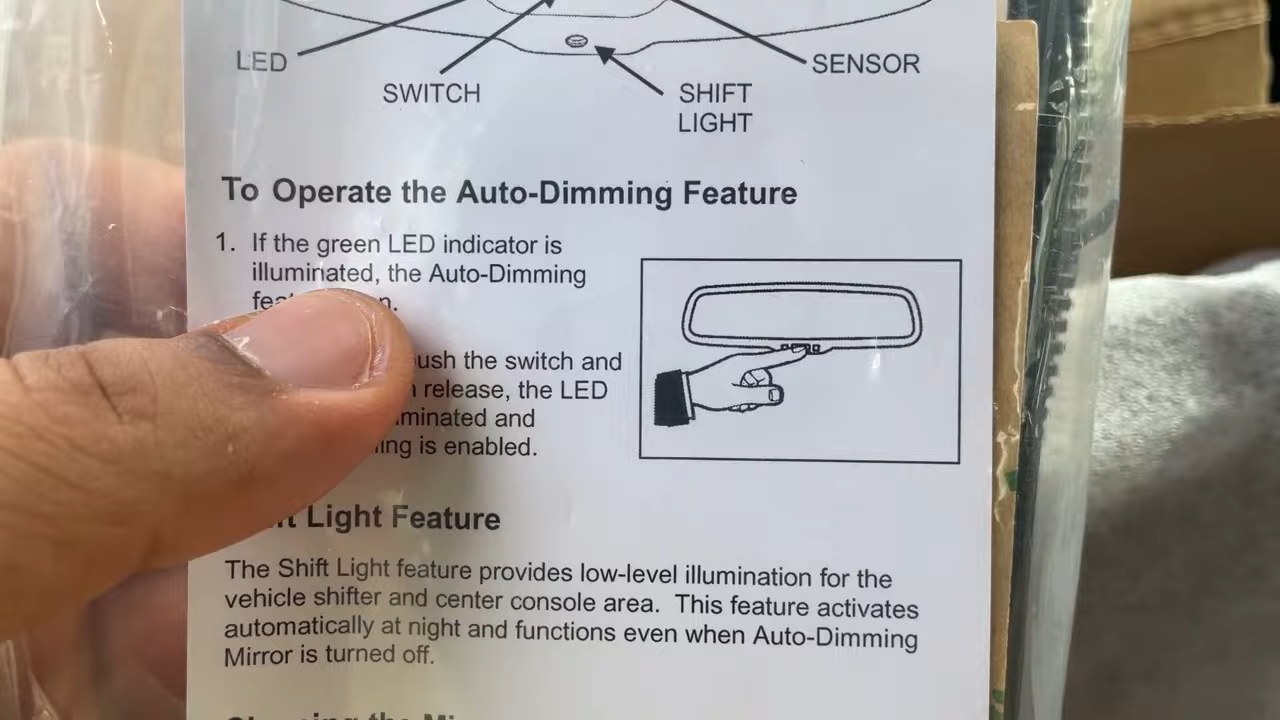 LED
SENSOR
SWITCH
SHIFT
LIGHT
To Operate the Auto-Dimming Feature
1. If the green LED indicator is
illuminated, the Auto-Dimming
push the switch and
release, the LED
and
is enabled.
Light Feature
The Shift Light feature provides low-level illumination for the
vehicle shifter and center console area. This feature activates
automatically at night and functions even when Auto-Dimming
Mirror is turned off.
the